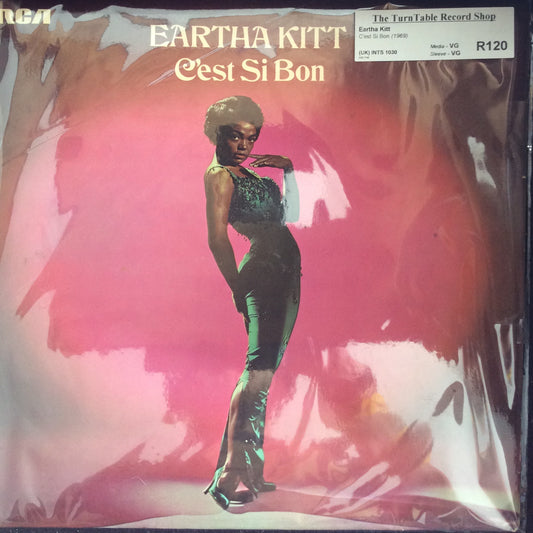 RCA
EARTHA KITT
C'est Si Bon
The TurnTable Record Shop
Eartha Kitt
C'est Si Bon (1969)
(UK) INTS 1030
Media - VG
Sleeve - VG
R120